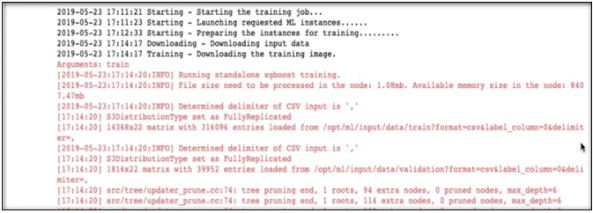 2019-05-23 17:11:21 Starting - Starting the training job...
2019-05-23 17:11:23 Starting - Launching requested ML instances......
2019-05-23 17:12:33 Starting - Preparing the instances for training.........
2019-05-23 17:14:17 Downloading - Downloading input data
2019-05-23 17:14:17 Training - Downloading the training image.
Arguments: train
[2019-05-23:17:14:20:INFO] Running standalone xgboost training.
[2019-05-23:17:14:20:INFO] File size need to be processed in the node: 1.08mb. Available memory size in the node: 840
7.47mb
[2019-05-23:17:14:20:INFO] Determined delimiter of CSV input is ','
[17:14:20] S3DistributionType set as FullyReplicated
[17:14:20] 14368x22 matrix with 316096 entries loaded from /opt/ml/input/data/train?format=csv&label_column=0&delimit
er=,
[2019-05-23:17:14:20:INFO] Determined delimiter of CSV input is ','
[17:14:20] S3DistributionType set as FullyReplicated
[17:14:20] 1816x22 matrix with 39952 entries loaded from /opt/ml/input/data/validation?format=csv&label_column=0&deli
miter=,
[17:14:20] src/tree/updater_prune.cc:74: tree pruning end, 1 roots, 94 extra nodes, 0 pruned nodes, max_depth=6
[17:14:20] src/tree/updater_prune.cc:74: tree pruning end, 1 roots, 114 extra nodes, 0 pruned nodes, max_depth=6